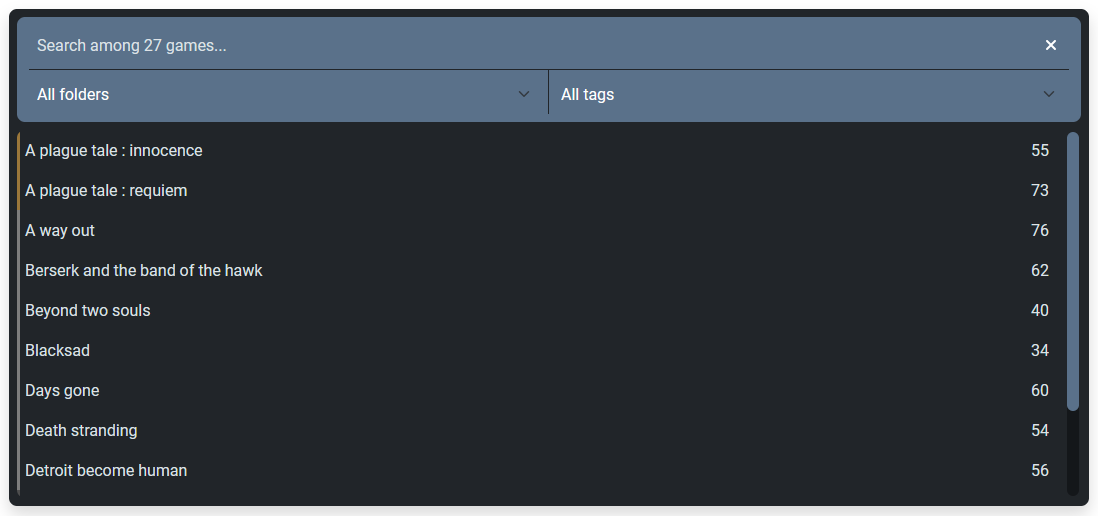 Search among 27 games...
All folders All tags
A plague tale : innocence 55
A plague tale : requiem 73
A way out 76
Berserk and the band of the hawk 62
Beyond two souls 40
Blacksad 34
Days gone 60
Death stranding 54
Detroit become human 56